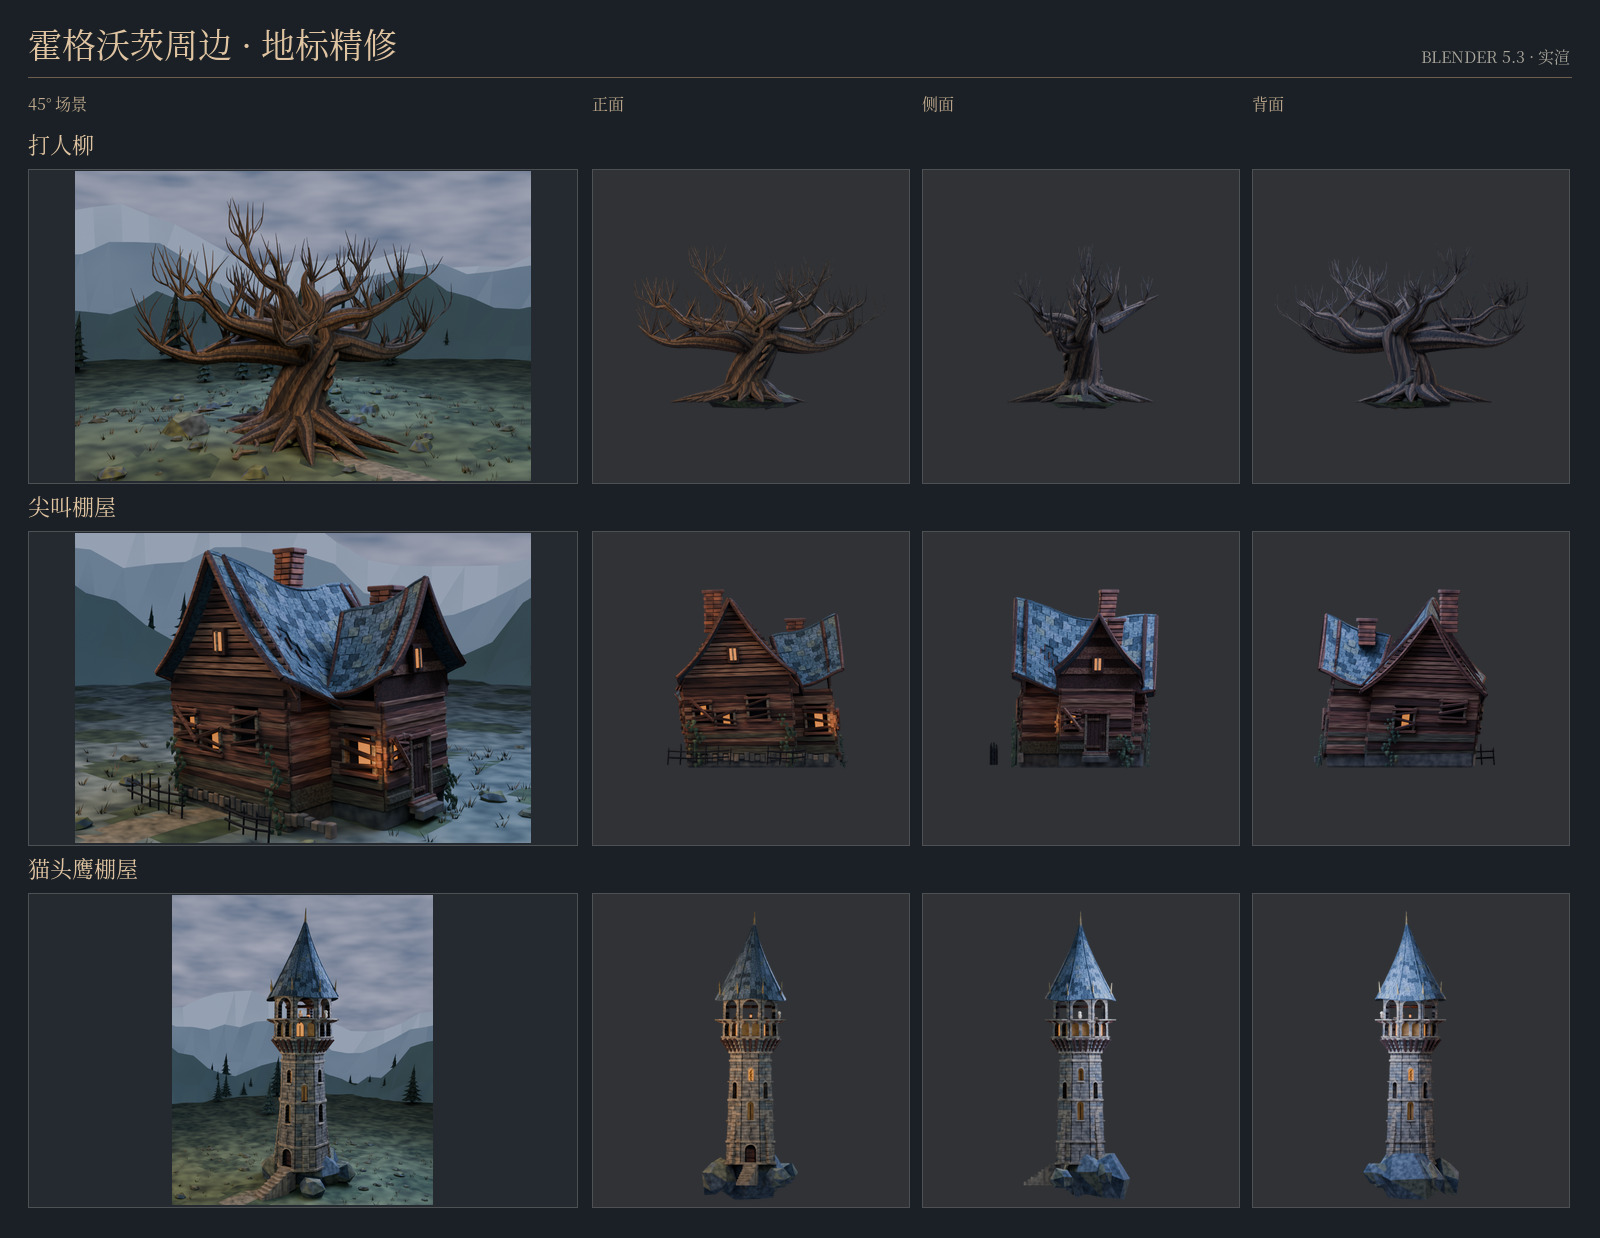 霍格沃茨周边 · 地标精修
BLENDER 5.3 · 实渲
45° 场景
正面
侧面
背面
打人柳
尖叫棚屋
猫头鹰棚屋